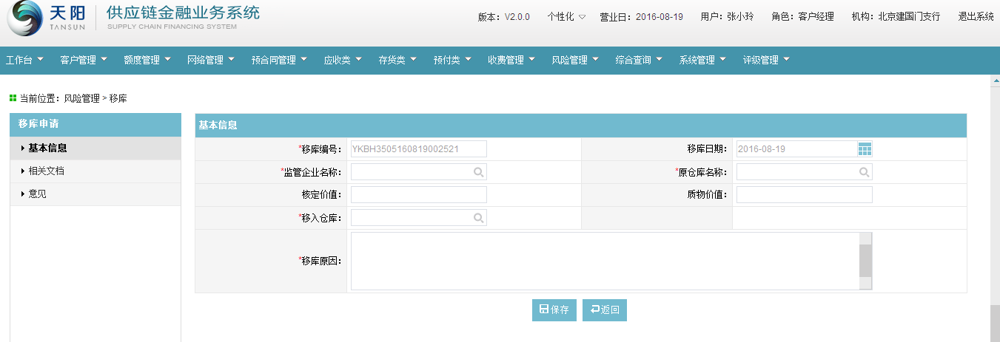 天阳 TANSUN 供应链金融业务系统
SUPPLY CHAIN FINANCING SYSTEM
版本：V2.0.0 个性化 营业日：2016-08-19 用户：张小玲 角色：客户经理 机构：北京建国门支行 退出系统
工作台 客户管理 额度管理 网络管理 预合同管理 应收类 存货类 预付类 收费管理 风险管理 综合查询 系统管理 评级管理
当前位置：风险管理 > 移库
移库申请
基本信息
相关文档
意见
基本信息
*移库编号：YKBH3505160819002521 移库日期：2016-08-19
*监管企业名称： *原仓库名称：
核定价值： 质物价值：
*移入仓库：
*移库原因：
保存 返回